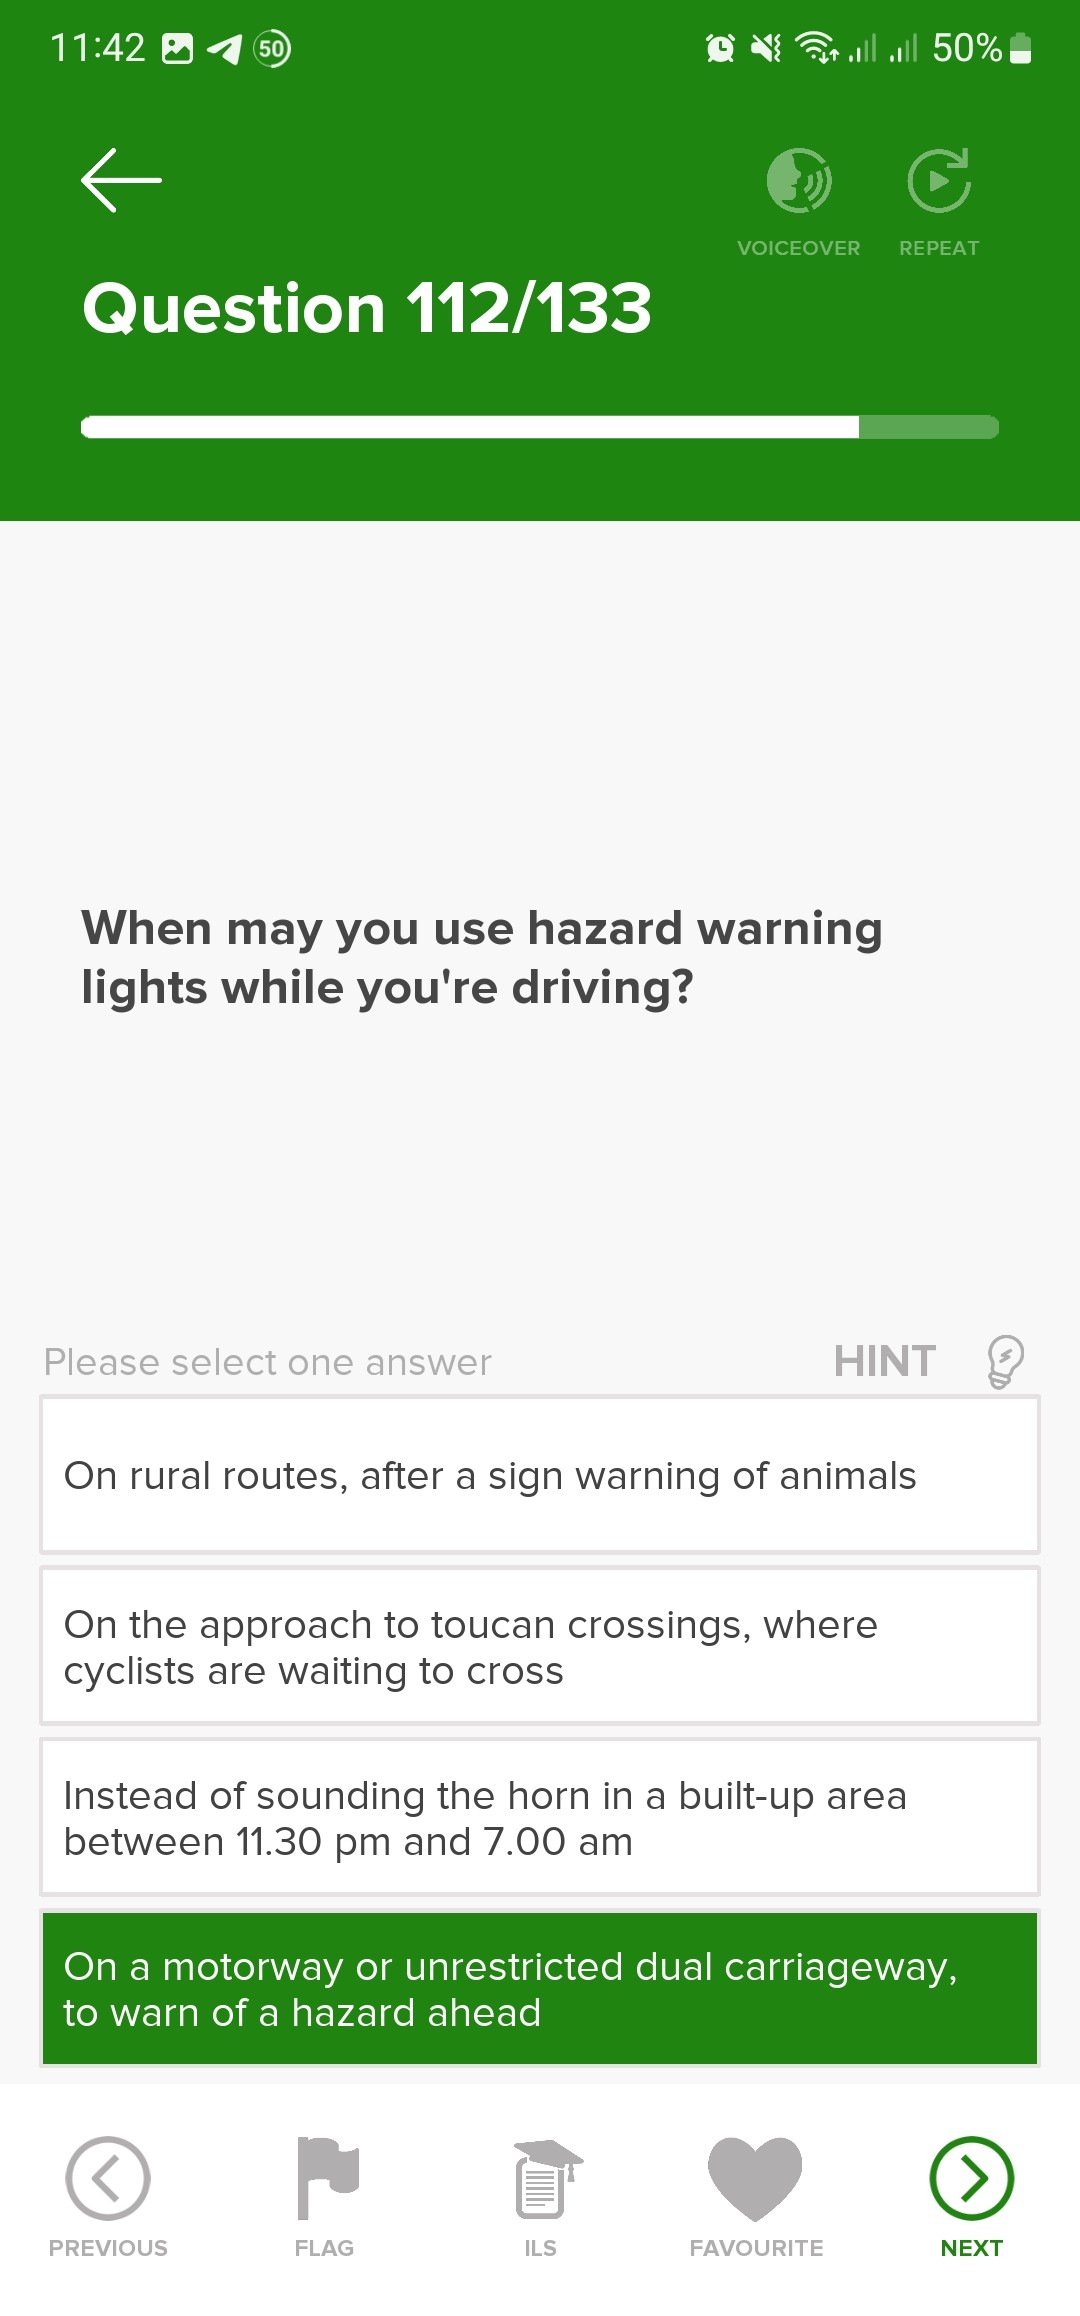 11:42
50
50%
VOICEOVER
REPEAT
Question 112/133
When may you use hazard warning
lights while you're driving?
Please select one answer
HINT
On rural routes, after a sign warning of animals
On the approach to toucan crossings, where
cyclists are waiting to cross
Instead of sounding the horn in a built-up area
between 11.30 pm and 7.00 am
On a motorway or unrestricted dual carriageway,
to warn of a hazard ahead
PREVIOUS
FLAG
ILS
FAVOURITE
NEXT